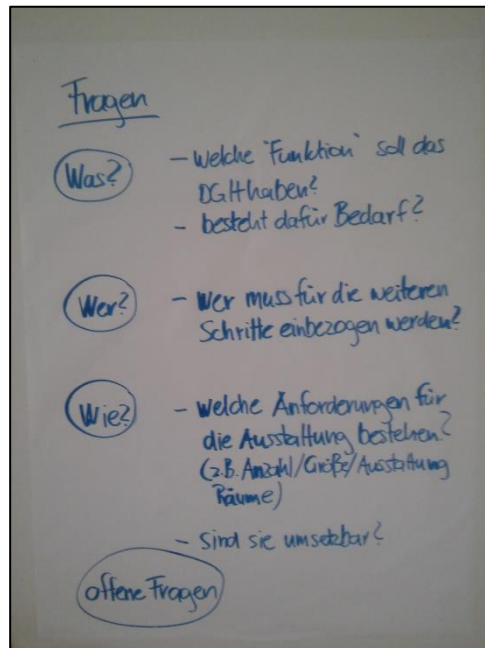 Fragen
Was?
- Welche "Funktion" soll das
DGH haben?
- besteht dafür Bedarf?
Wer?
- Wer muss für die weiteren
Schritte einbezogen werden?
Wie?
- Welche Anforderungen für
die Ausstattung bestehen?
(z.B. Anzahl/Größe/Ausstattung
Räume)
- Sind sie umsetzbar?
offene Fragen